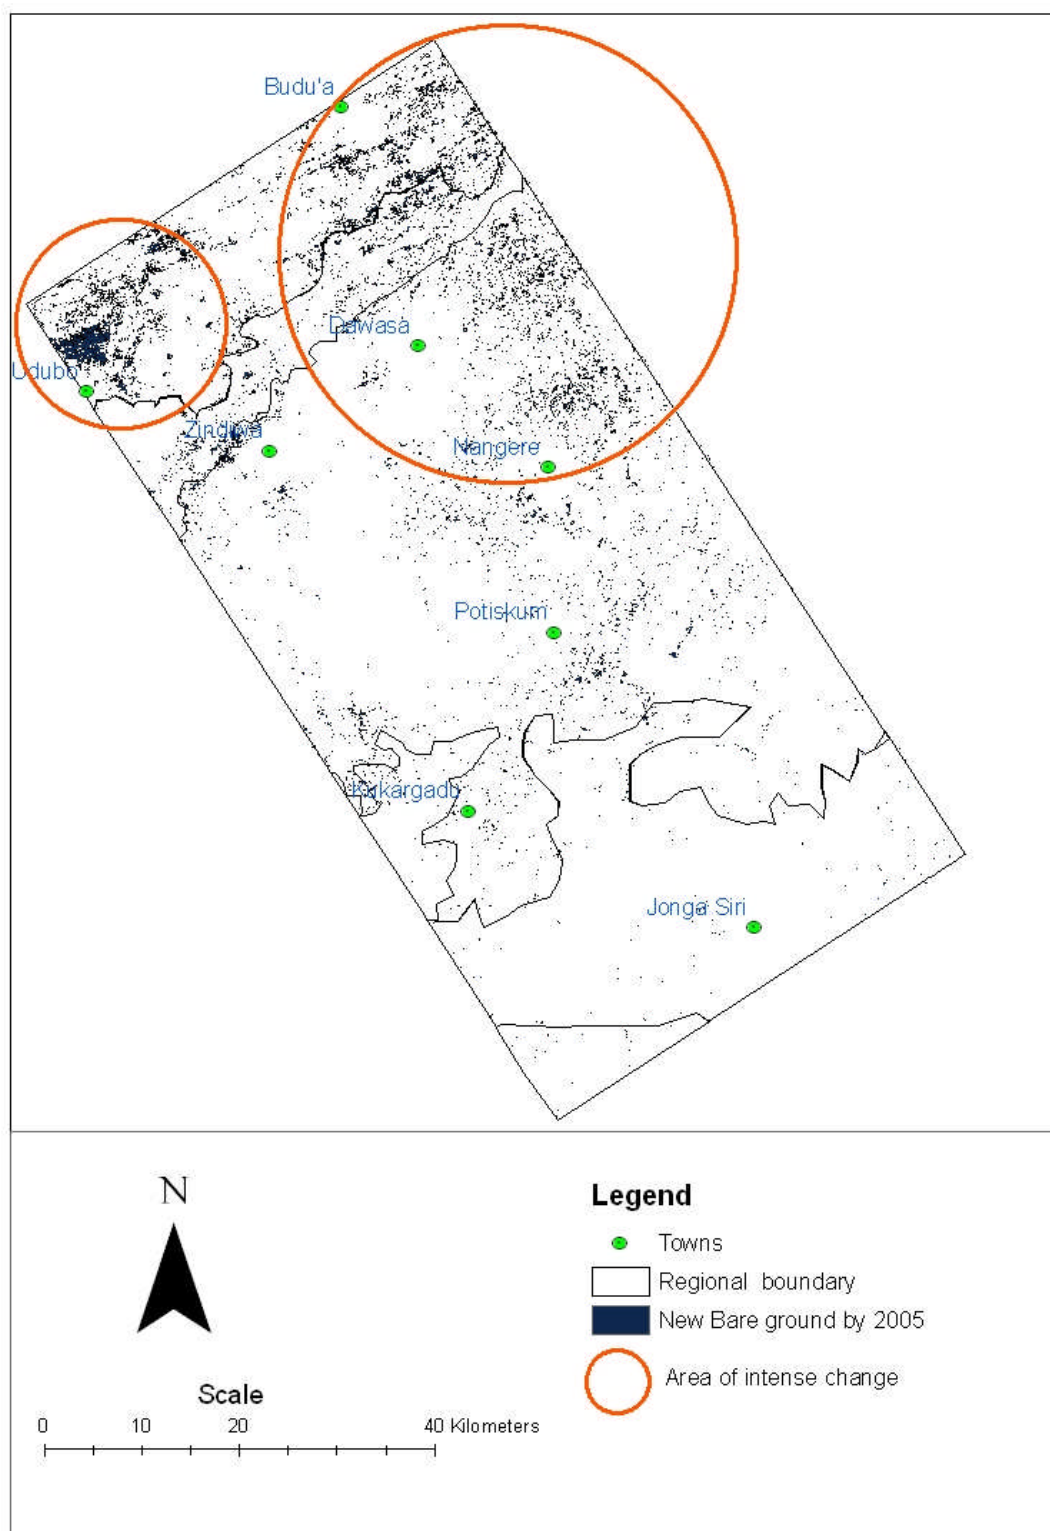 Budu'a
Dawasa
Udubo
Zindiwa
Nangere
Potiskum
Kukargadu
Jonga Siri
N
Legend
Towns
Regional boundary
New Bare ground by 2005
Area of intense change
Scale
0 10 20 40 Kilometers